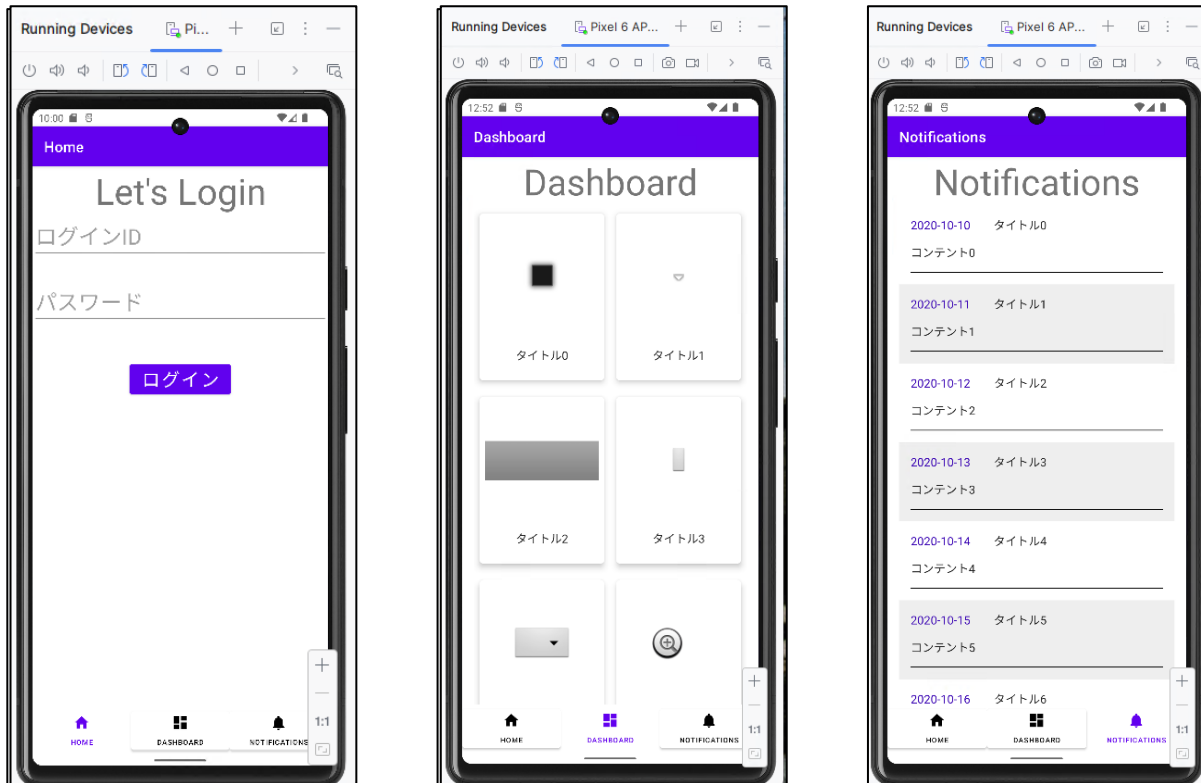 Running Devices
Pi...
10:00
Home
Let's Login
ログインID
パスワード
ログイン
HOME
DASHBOARD
NOTIFICATIONS
1:1
Running Devices
Pixel 6 AP...
12:52
Dashboard
Dashboard
タイトル0
タイトル1
タイトル2
タイトル3
HOME
DASHBOARD
NOTIFICATIONS
1:1
Running Devices
Pixel 6 AP...
12:52
Notifications
Notifications
2020-10-10 タイトル0
コンテント0
2020-10-11 タイトル1
コンテント1
2020-10-12 タイトル2
コンテント2
2020-10-13 タイトル3
コンテント3
2020-10-14 タイトル4
コンテント4
2020-10-15 タイトル5
コンテント5
2020-10-16 タイトル6
HOME
DASHBOARD
NOTIFICATIONS
1:1